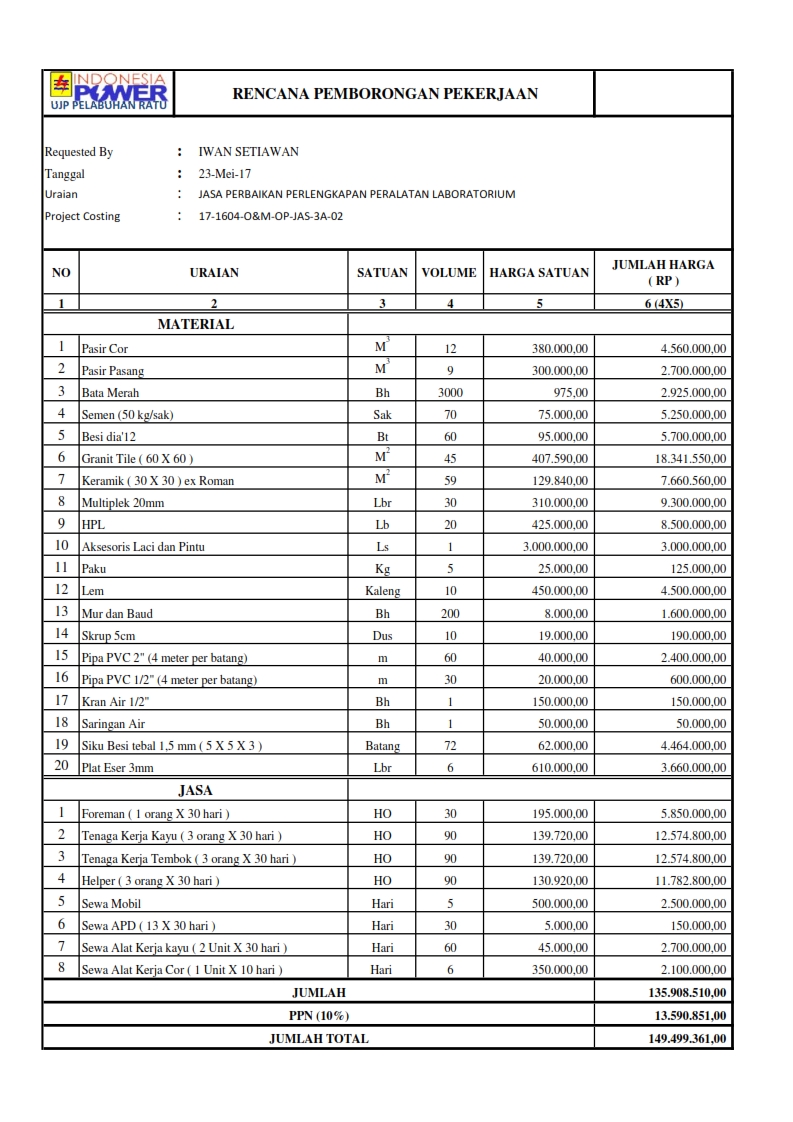 INDONESIA
POWER
UJP PELABUHAN RATU
RENCANA PEMBORONGAN PEKERJAAN
Requested By : IWAN SETIAWAN
Tanggal : 23-Mei-17
Uraian : JASA PERBAIKAN PERLENGKAPAN PERALATAN LABORATORIUM
Project Costing : 17-1604-O&M-OP-JAS-3A-02
NO URAIAN SATUAN VOLUME HARGA SATUAN JUMLAH HARGA
( RP )
1 2 3 4 5 6 (4X5)
MATERIAL
1 Pasir Cor M³ 12 380.000,00 4.560.000,00
2 Pasir Pasang M³ 9 300.000,00 2.700.000,00
3 Bata Merah Bh 3000 975,00 2.925.000,00
4 Semen (50 kg/sak) Sak 70 75.000,00 5.250.000,00
5 Besi dia'12 Bt 60 95.000,00 5.700.000,00
6 Granit Tile ( 60 X 60 ) M² 45 407.590,00 18.341.550,00
7 Keramik ( 30 X 30 ) ex Roman M² 59 129.840,00 7.660.560,00
8 Multiplek 20mm Lbr 30 310.000,00 9.300.000,00
9 HPL Lb 20 425.000,00 8.500.000,00
10 Aksesoris Laci dan Pintu Ls 1 3.000.000,00 3.000.000,00
11 Paku Kg 5 25.000,00 125.000,00
12 Lem Kaleng 10 450.000,00 4.500.000,00
13 Mur dan Baud Bh 200 8.000,00 1.600.000,00
14 Skrup 5cm Dus 10 19.000,00 190.000,00
15 Pipa PVC 2" (4 meter per batang) m 60 40.000,00 2.400.000,00
16 Pipa PVC 1/2" (4 meter per batang) m 30 20.000,00 600.000,00
17 Kran Air 1/2" Bh 1 150.000,00 150.000,00
18 Saringan Air Bh 1 50.000,00 50.000,00
19 Siku Besi tebal 1,5 mm ( 5 X 5 X 3 ) Batang 72 62.000,00 4.464.000,00
20 Plat Eser 3mm Lbr 6 610.000,00 3.660.000,00
JASA
1 Foreman ( 1 orang X 30 hari ) HO 30 195.000,00 5.850.000,00
2 Tenaga Kerja Kayu ( 3 orang X 30 hari ) HO 90 139.720,00 12.574.800,00
3 Tenaga Kerja Tembok ( 3 orang X 30 hari ) HO 90 139.720,00 12.574.800,00
4 Helper ( 3 orang X 30 hari ) HO 90 130.920,00 11.782.800,00
5 Sewa Mobil Hari 5 500.000,00 2.500.000,00
6 Sewa APD ( 13 X 30 hari ) Hari 30 5.000,00 150.000,00
7 Sewa Alat Kerja kayu ( 2 Unit X 30 hari ) Hari 60 45.000,00 2.700.000,00
8 Sewa Alat Kerja Cor ( 1 Unit X 10 hari ) Hari 6 350.000,00 2.100.000,00
JUMLAH 135.908.510,00
PPN (10%) 13.590.851,00
JUMLAH TOTAL 149.499.361,00